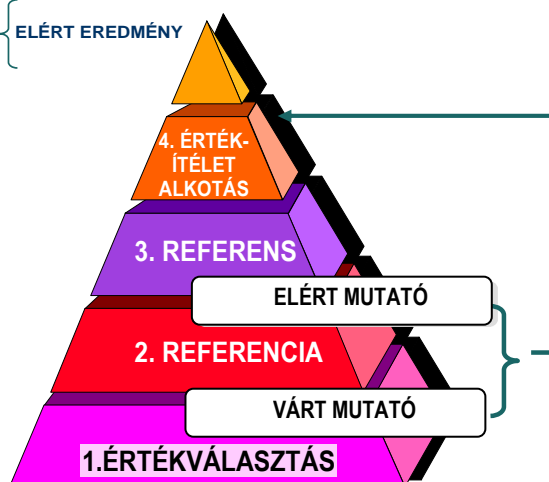 ELÉRT EREDMÉNY
4. ÉRTÉK-
ÍTÉLET
ALKOTÁS
3. REFERENS
ELÉRT MUTATÓ
2. REFERENCIA
VÁRT MUTATÓ
1.ÉRTÉKVÁLASZTÁS